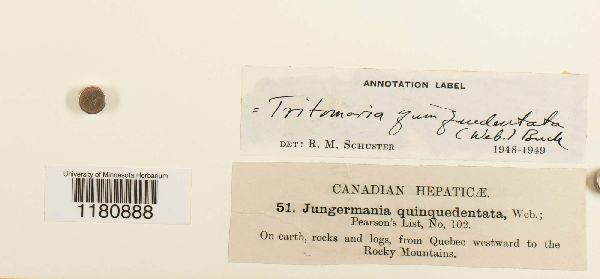 ANNOTATION LABEL
= Tritomaria quinquedentata
(Web.) Buch
DET: R. M. SCHUSTER 1948-1949
University of Minnesota Herbarium
1180888
CANADIAN HEPATICÆ.
51. Jungermania quinquedentata, Web.;
Pearson's List, No, 102.
On earth, rocks and logs, from Quebec westward to the
Rocky Mountains.